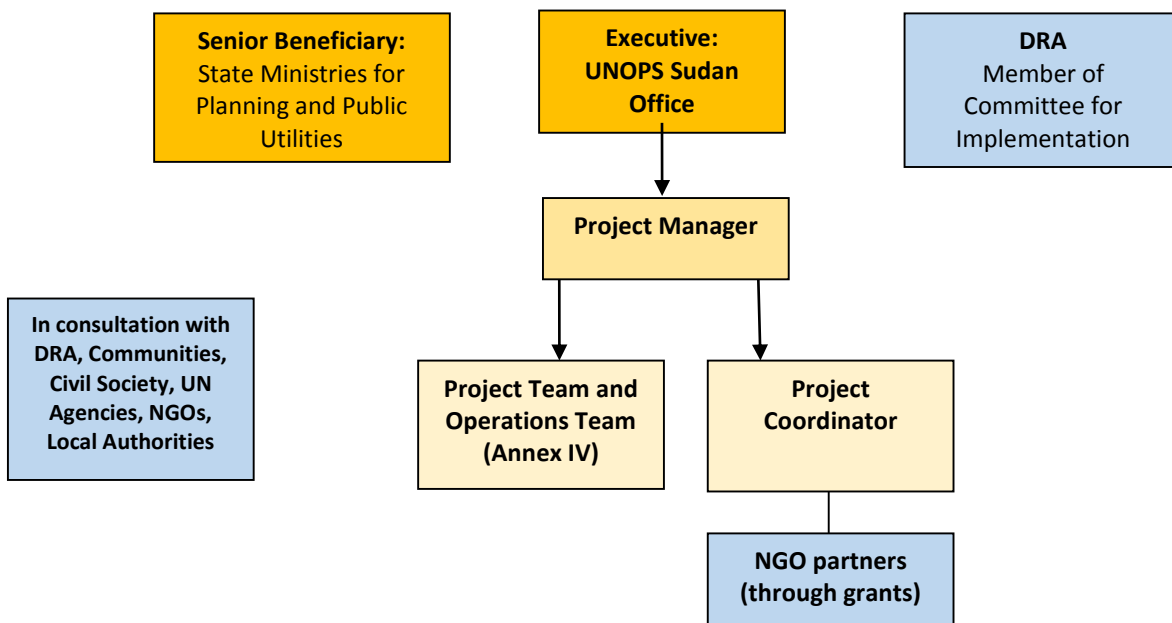 Senior Beneficiary:
State Ministries for
Planning and Public
Utilities
Executive:
UNOPS Sudan
Office
DRA
Member of
Committee for
Implementation
Project Manager
In consultation with
DRA, Communities,
Civil Society, UN
Agencies, NGOs,
Local Authorities
Project Team and
Operations Team
(Annex IV)
Project
Coordinator
NGO partners
(through grants)